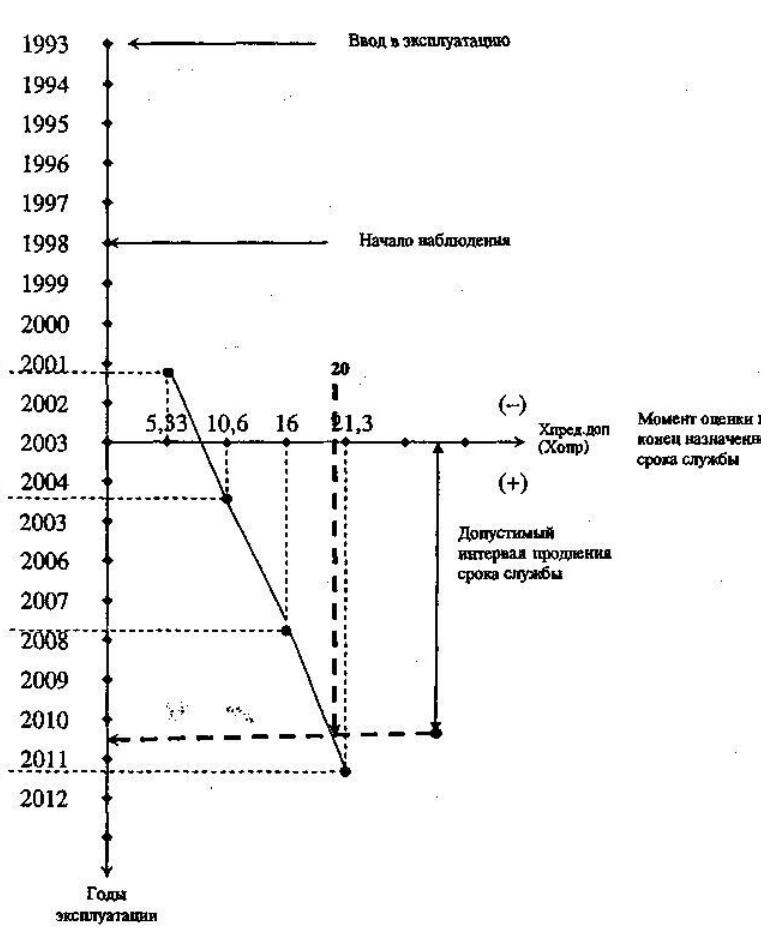 1993
Ввод в эксплуатацию
1994
1995
1996
1997
1998
Начало наблюдения
1999
2000
2001
20
2002
(−)
5,33 10,6 16 21,3
2003
Хпред.доп
(Хопр)
Момент оценки
конец
срока службы
2004
(+)
2003
Допустимый
интервал продления
срока службы
2006
2007
2008
2009
2010
2011
2012
Годы
эксплуатации